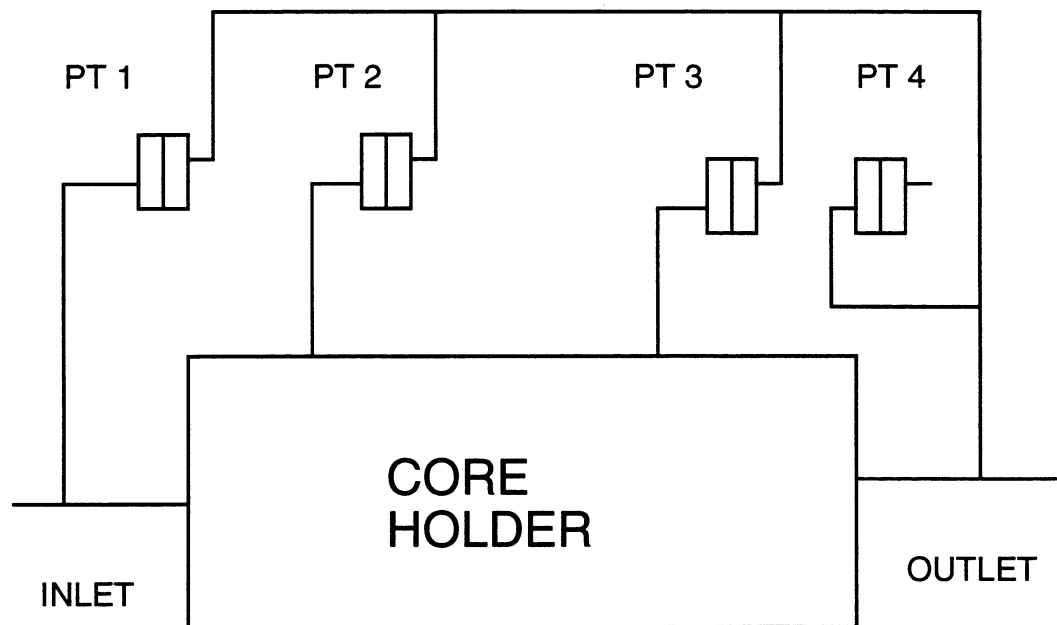 PT 1
PT 2
PT 3
PT 4
CORE
HOLDER
INLET
OUTLET